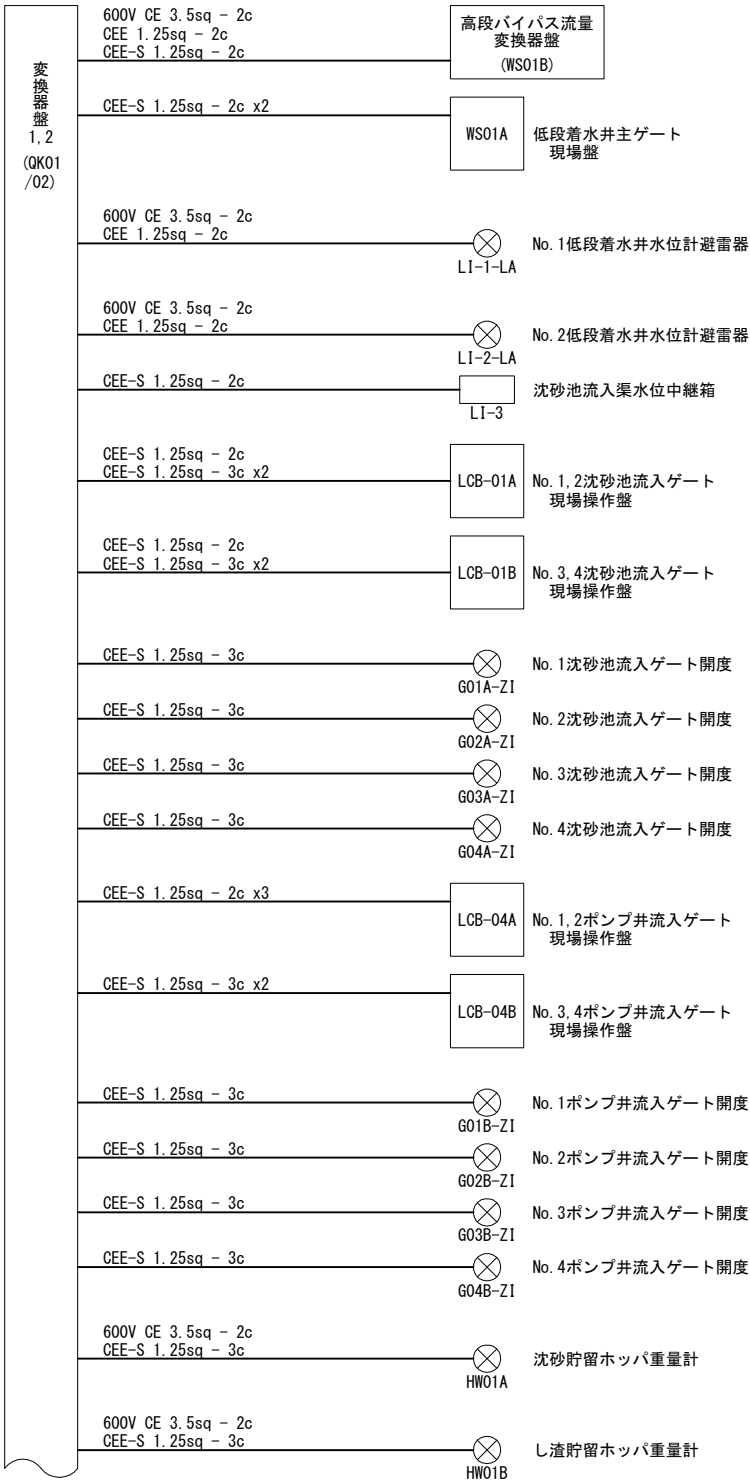 変換器盤
1,2
(QK01
/02)
600V CE 3.5sq - 2c
CEE 1.25sq - 2c
CEE-S 1.25sq - 2c
高段バイパス流量
変換器盤
(WS01B)
CEE-S 1.25sq - 2c x2
WS01A
低段着水井主ゲート
現場盤
600V CE 3.5sq - 2c
CEE 1.25sq - 2c
LI-1-LA
No.1低段着水井水位計避雷器
600V CE 3.5sq - 2c
CEE 1.25sq - 2c
LI-2-LA
No.2低段着水井水位計避雷器
CEE-S 1.25sq - 2c
LI-3
沈砂池流入渠水位中継箱
CEE-S 1.25sq - 2c
CEE-S 1.25sq - 3c x2
LCB-01A
No.1,2沈砂池流入ゲート
現場操作盤
CEE-S 1.25sq - 2c
CEE-S 1.25sq - 3c x2
LCB-01B
No.3,4沈砂池流入ゲート
現場操作盤
CEE-S 1.25sq - 3c
G01A-ZI
No.1沈砂池流入ゲート開度
CEE-S 1.25sq - 3c
G02A-ZI
No.2沈砂池流入ゲート開度
CEE-S 1.25sq - 3c
G03A-ZI
No.3沈砂池流入ゲート開度
CEE-S 1.25sq - 3c
G04A-ZI
No.4沈砂池流入ゲート開度
CEE-S 1.25sq - 2c x3
LCB-04A
No.1,2ポンプ井流入ゲート
現場操作盤
CEE-S 1.25sq - 3c x2
LCB-04B
No.3,4ポンプ井流入ゲート
現場操作盤
CEE-S 1.25sq - 3c
G01B-ZI
No.1ポンプ井流入ゲート開度
CEE-S 1.25sq - 3c
G02B-ZI
No.2ポンプ井流入ゲート開度
CEE-S 1.25sq - 3c
G03B-ZI
No.3ポンプ井流入ゲート開度
CEE-S 1.25sq - 3c
G04B-ZI
No.4ポンプ井流入ゲート開度
600V CE 3.5sq - 2c
CEE-S 1.25sq - 3c
HW01A
沈砂貯留ホッパ重量計
600V CE 3.5sq - 2c
CEE-S 1.25sq - 3c
HW01B
し渣貯留ホッパ重量計